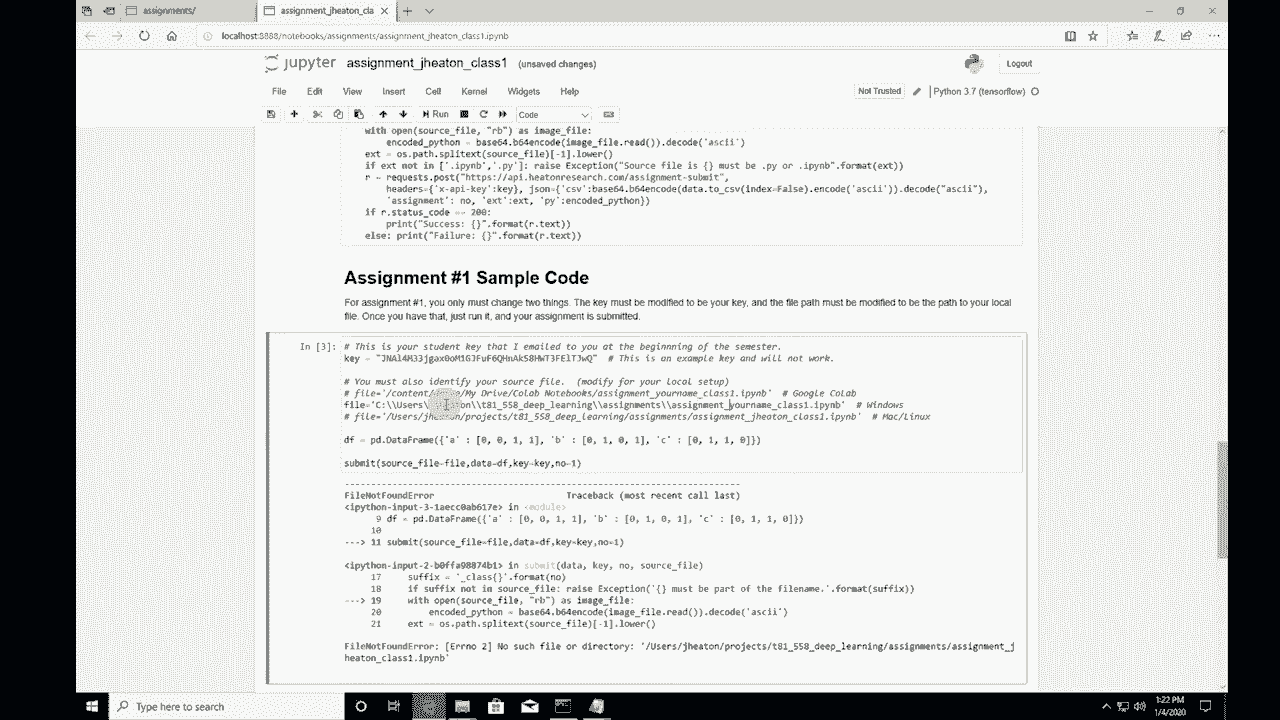 assignments/
assignment_jheaton_cla
localhost:8888/notebooks/assignments/assignment_jheaton_class1.ipynb
jupyter assignment_jheaton_class1 (unsaved changes)
Logout
File Edit View Insert Cell Kernel Widgets Help
Not Trusted
Python 3.7 (tensorflow)
Run
Code
with open(source_file, "rb") as image_file:
encoded_python = base64.b64encode(image_file.read()).decode('ascii')
ext = os.path.splitext(source_file)[-1].lower()
if ext not in ['.ipynb','.py']: raise Exception("Source file is {} must be .py or .ipynb".format(ext))
r = requests.post("https://api.heatonresearch.com/assignment-submit",
headers={'x-api-key':key}, json={'csv':base64.b64encode(data.to_csv(index=False).encode('ascii')).decode("ascii"),
'assignment': no, 'ext':ext, 'py':encoded_python})
if r.status_code == 200:
print("Success: {}".format(r.text))
else: print("Failure: {}".format(r.text))
Assignment #1 Sample Code
For assignment #1, you only must change two things. The key must be modified to be your key, and the file path must be modified to be the path to your local
file. Once you have that, just run it, and your assignment is submitted.
In [3]:
# This is your student key that I emailed to you at the beginnning of the semester.
key = # This is an example key and will not work.
# You must also identify your source file. (modify for your local setup)
# file='/content My Drive/Colab Notebooks/assignment_yourname_class1.ipynb' # Google CoLab
file='C:\\Users\ on\\t81_558_deep_learning\\assignments\\assignment_yourname_class1.ipynb' # Windows
# file='/Users/jheaton/projects/t81_558_deep_learning/assignments/assignment_jheaton_class1.ipynb' # Mac/Linux
df = pd.DataFrame({'a' : [0, 0, 1, 1], 'b' : [0, 1, 0, 1], 'c' : [0, 1, 1, 0]})
submit(source_file=file,data=df,key=key,no=1)
---------------------------------------------------------------------------
FileNotFoundError Traceback (most recent call last)
<ipython-input-3-1aecc0ab617e> in <module>
9 df = pd.DataFrame({'a' : [0, 0, 1, 1], 'b' : [0, 1, 0, 1], 'c' : [0, 1, 1, 0]})
10
---> 11 submit(source_file=file,data=df,key=key,no=1)
<ipython-input-2-b0ffa98874b1> in submit(data, key, no, source_file)
17 suffix = '_class{}'.format(no)
18 if suffix not in source_file: raise Exception('{} must be part of the filename.'.format(suffix))
---> 19 with open(source_file, "rb") as image_file:
20 encoded_python = base64.b64encode(image_file.read()).decode('ascii')
21 ext = os.path.splitext(source_file)[-1].lower()
FileNotFoundError: [Errno 2] No such file or directory: '/Users/jheaton/projects/t81_558_deep_learning/assignments/assignment_j
heaton_class1.ipynb'
Type here to search
1:22 PM
1/4/2020